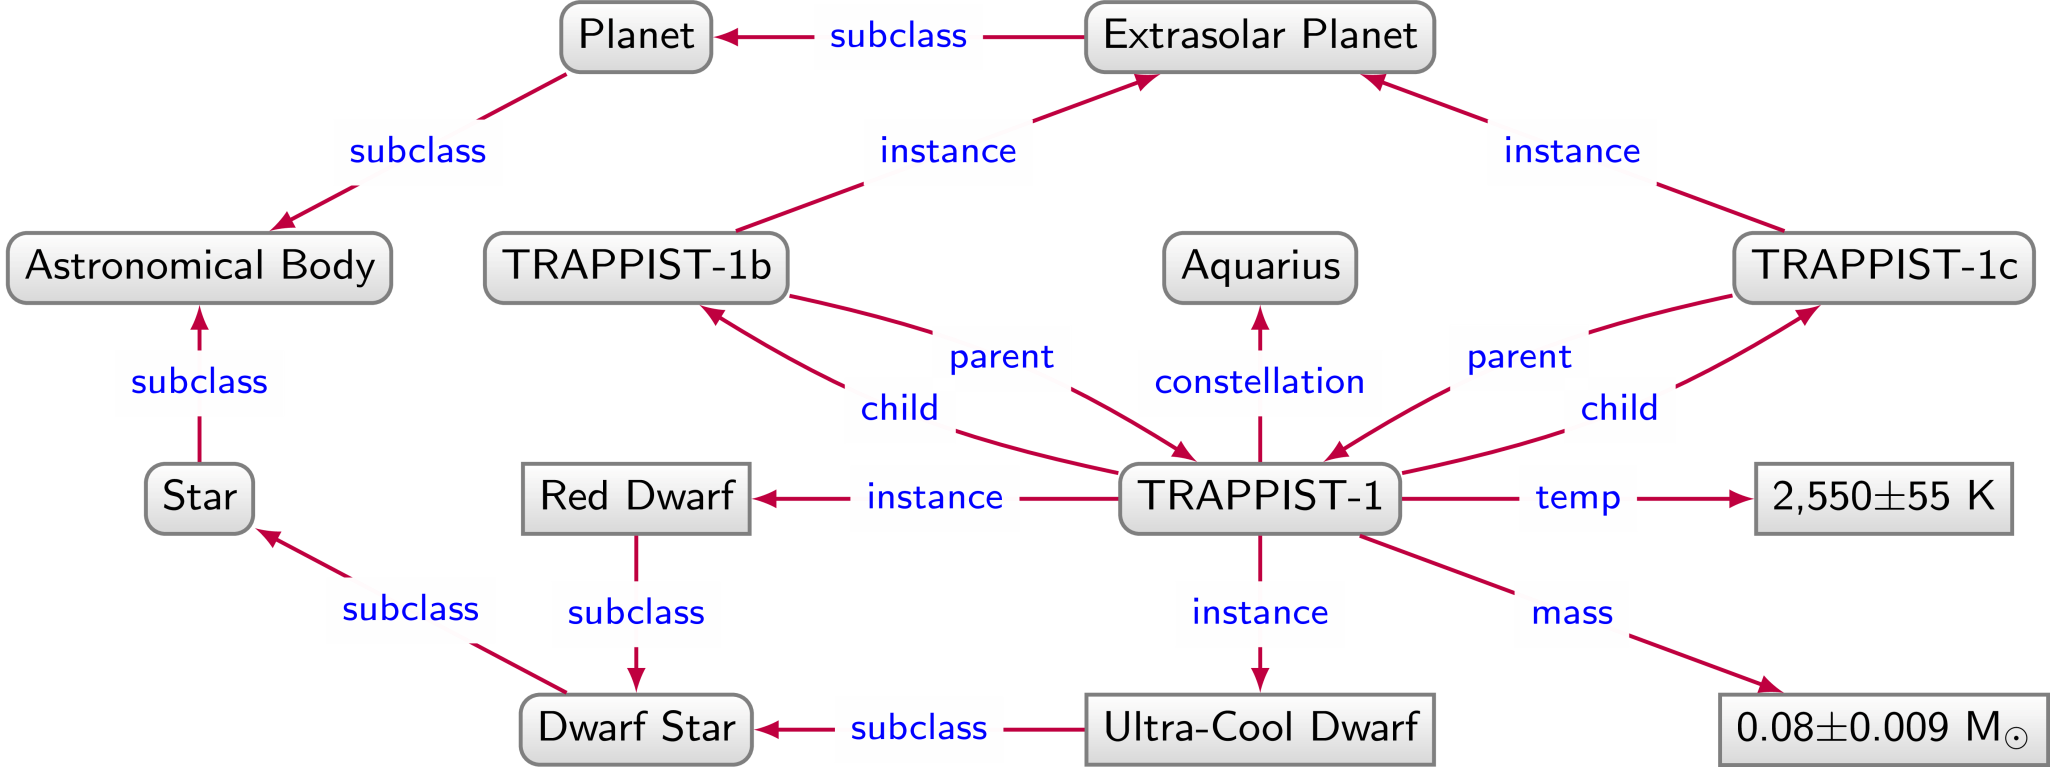 Planet
subclass
Extrasolar Planet
subclass
instance
instance
Astronomical Body
TRAPPIST-1b
Aquarius
TRAPPIST-1c
subclass
parent
child
constellation
parent
child
Star
Red Dwarf
instance
TRAPPIST-1
temp
2,550±55 K
subclass
subclass
instance
mass
Dwarf Star
subclass
Ultra-Cool Dwarf
0.08±0.009 M☉